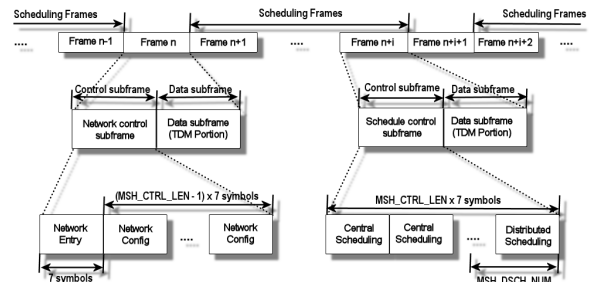 Scheduling Frames Scheduling Frames Scheduling Frames
.... Frame n-1 Frame n Frame n+1 .... Frame n+i Frame n+i+1 Frame n+i+2 ....
Control subframe Data subframe Control subframe Data subframe
Network control subframe
Data subframe (TDM Portion)
Schedule control subframe
Data subframe (TDM Portion)
(MSH_CTRL_LEN - 1) x 7 symbols
MSH_CTRL_LEN x 7 symbols
Network Entry
Network Config
....
Network Config
Central Scheduling
Central Scheduling
....
Distributed Scheduling
7 symbols
MSH_DSCH_NUM